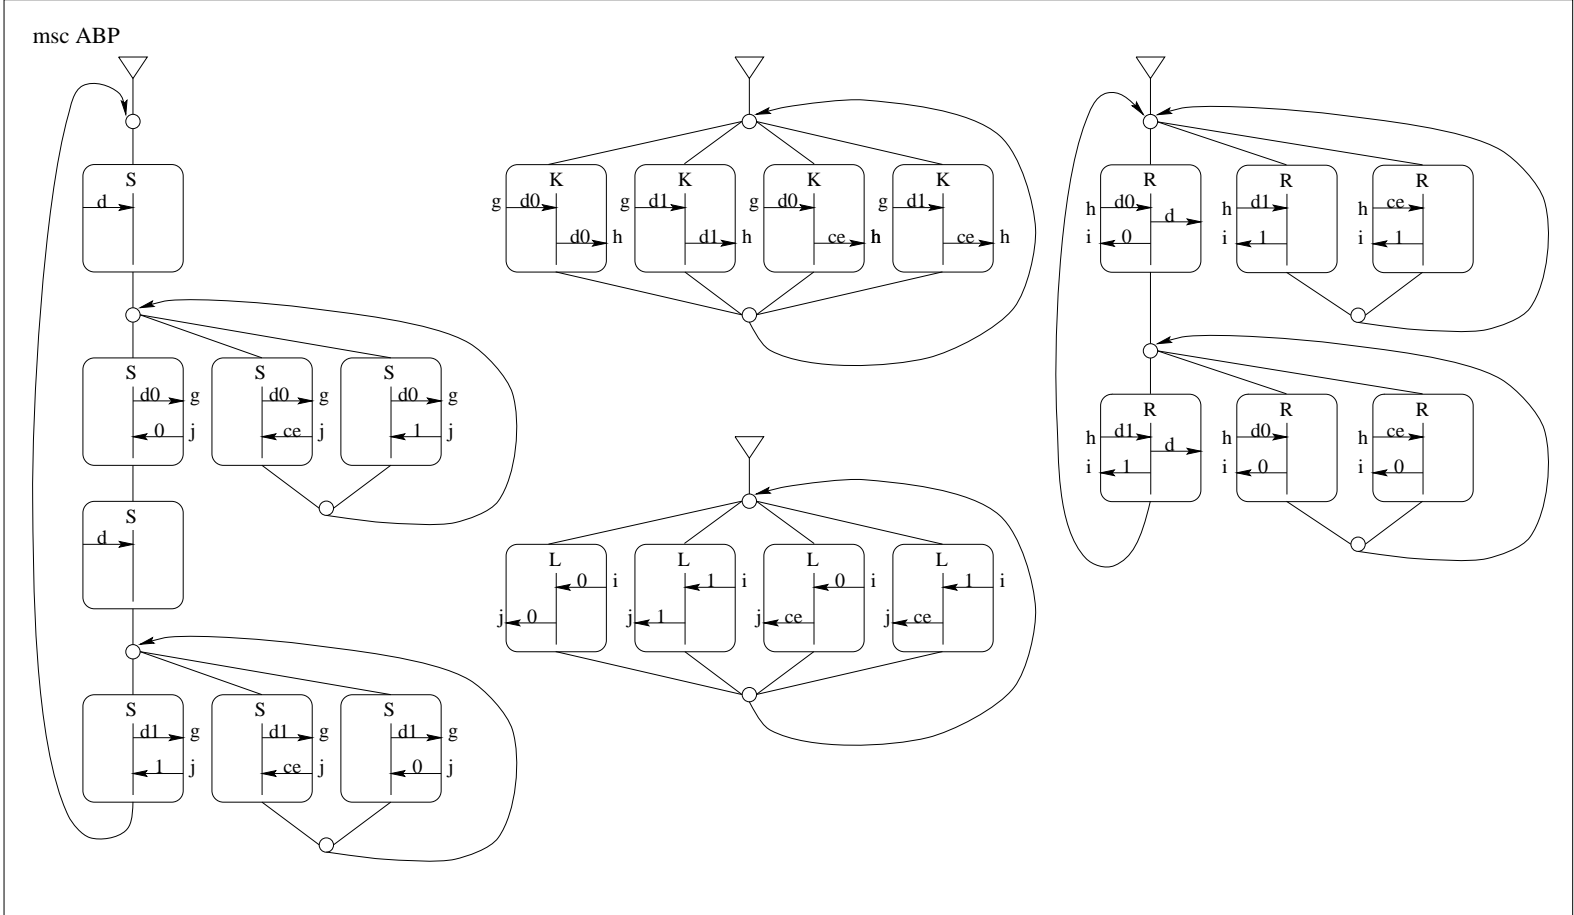 msc ABP
S
d
S
d0 g
0 j
S
d0 g
ce j
S
d0 g
1 j
S
d
S
d1 g
1 j
S
d1 g
ce j
S
d1 g
0 j
K
g d0
d0 h
K
g d1
d1 h
K
g d0
ce h
K
g d1
ce h
L
0 i
j 0
L
1 i
j 1
L
0 i
j ce
L
1 i
j ce
R
h d0
d
i 0
R
h d1
i 1
R
h ce
i 1
R
h d1
d
i 1
R
h d0
i 0
R
h ce
i 0